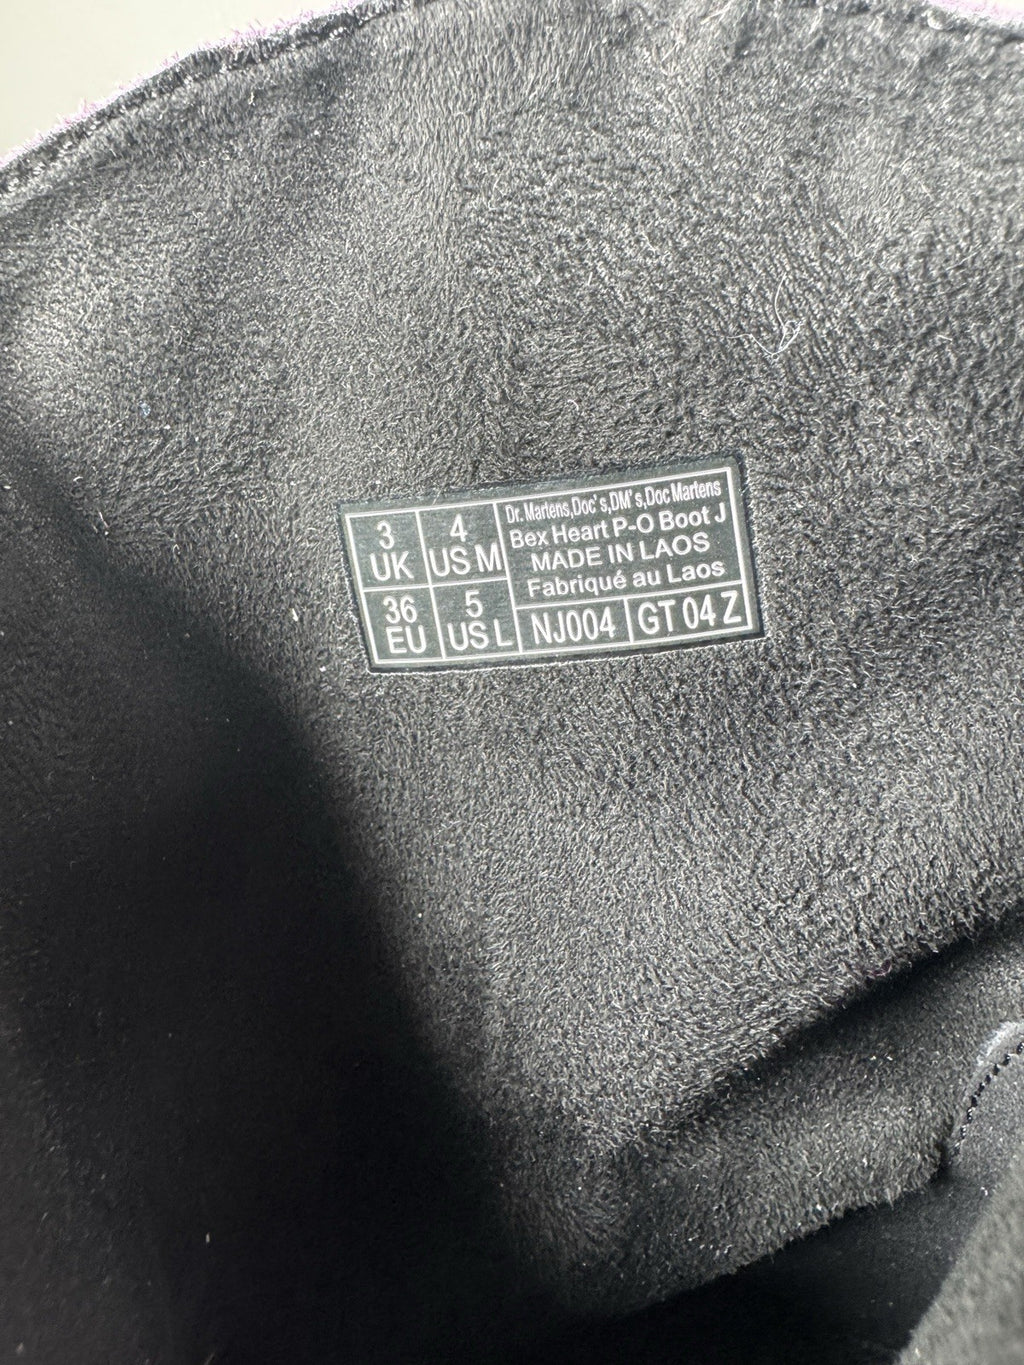 3
UK
4
US M
36
EU
5
US L
Dr. Martens,Doc's,DM's,Doc Martens
Bex Heart P-O Boot J
MADE IN LAOS
Fabriqué au Laos
NJ004
GT 04 Z